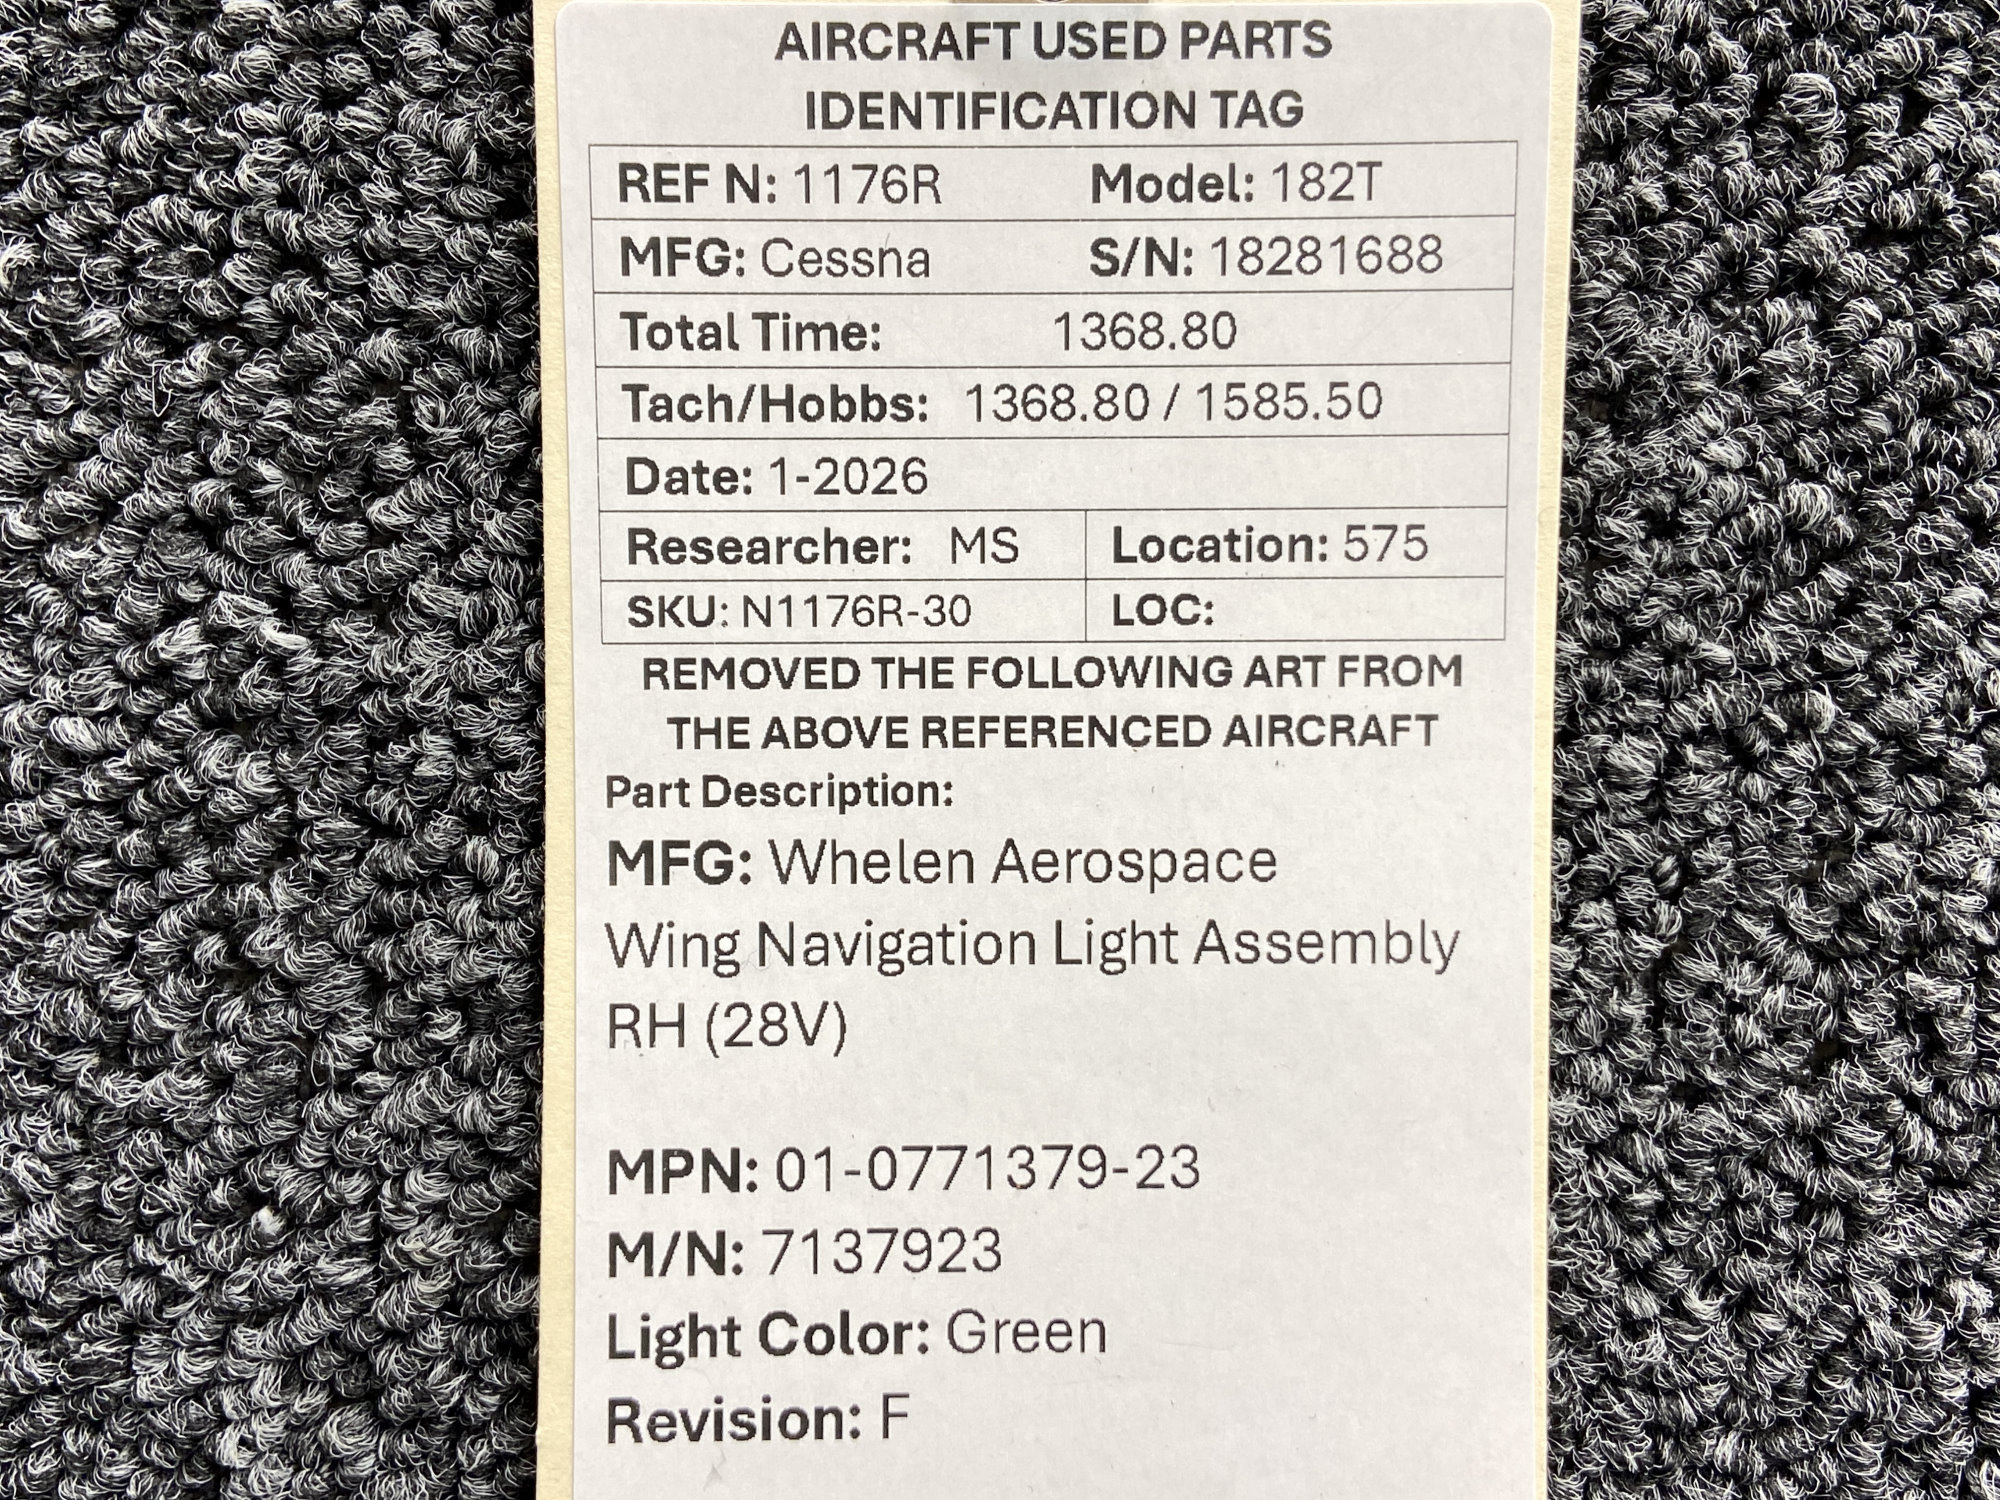 AIRCRAFT USED PARTS
IDENTIFICATION TAG
REF N: 1176R Model: 182T
MFG: Cessna S/N: 18281688
Total Time: 1368.80
Tach/Hobbs: 1368.80 / 1585.50
Date: 1-2026
Researcher: MS Location: 575
SKU: N1176R-30 LOC:
REMOVED THE FOLLOWING ART FROM
THE ABOVE REFERENCED AIRCRAFT
Part Description:
MFG: Whelen Aerospace
Wing Navigation Light Assembly
RH (28V)
MPN: 01-0771379-23
M/N: 7137923
Light Color: Green
Revision: F